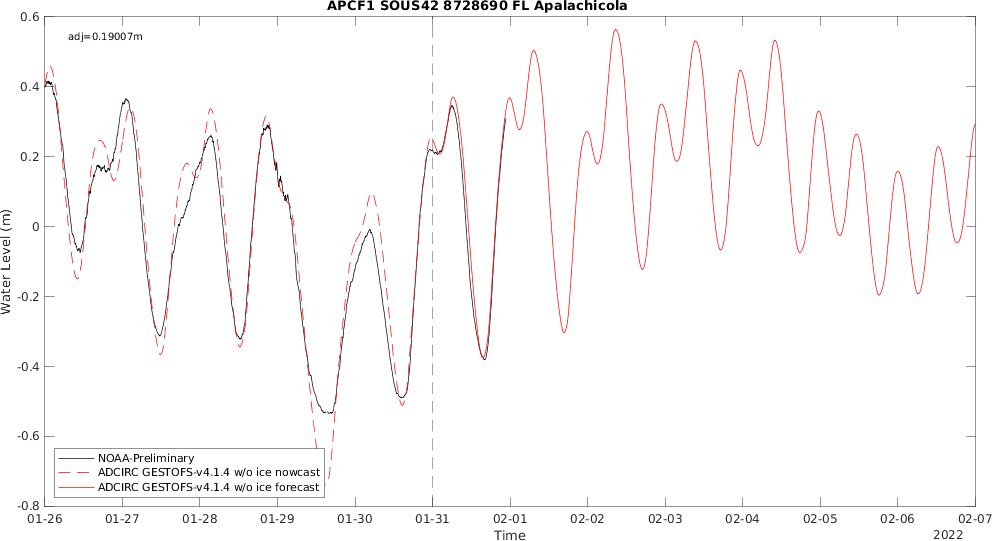 APCF1 SOUS42 8728690 FL Apalachicola
adj=0.19007m
0.6
0.4
0.2
0
-0.2
-0.4
-0.6
-0.8
Water Level (m)
NOAA-Preliminary
ADCIRC GESTOFS-v4.1.4 w/o ice nowcast
ADCIRC GESTOFS-v4.1.4 w/o ice forecast
01-26 01-27 01-28 01-29 01-30 01-31 02-01 02-02 02-03 02-04 02-05 02-06 02-07
Time
2022